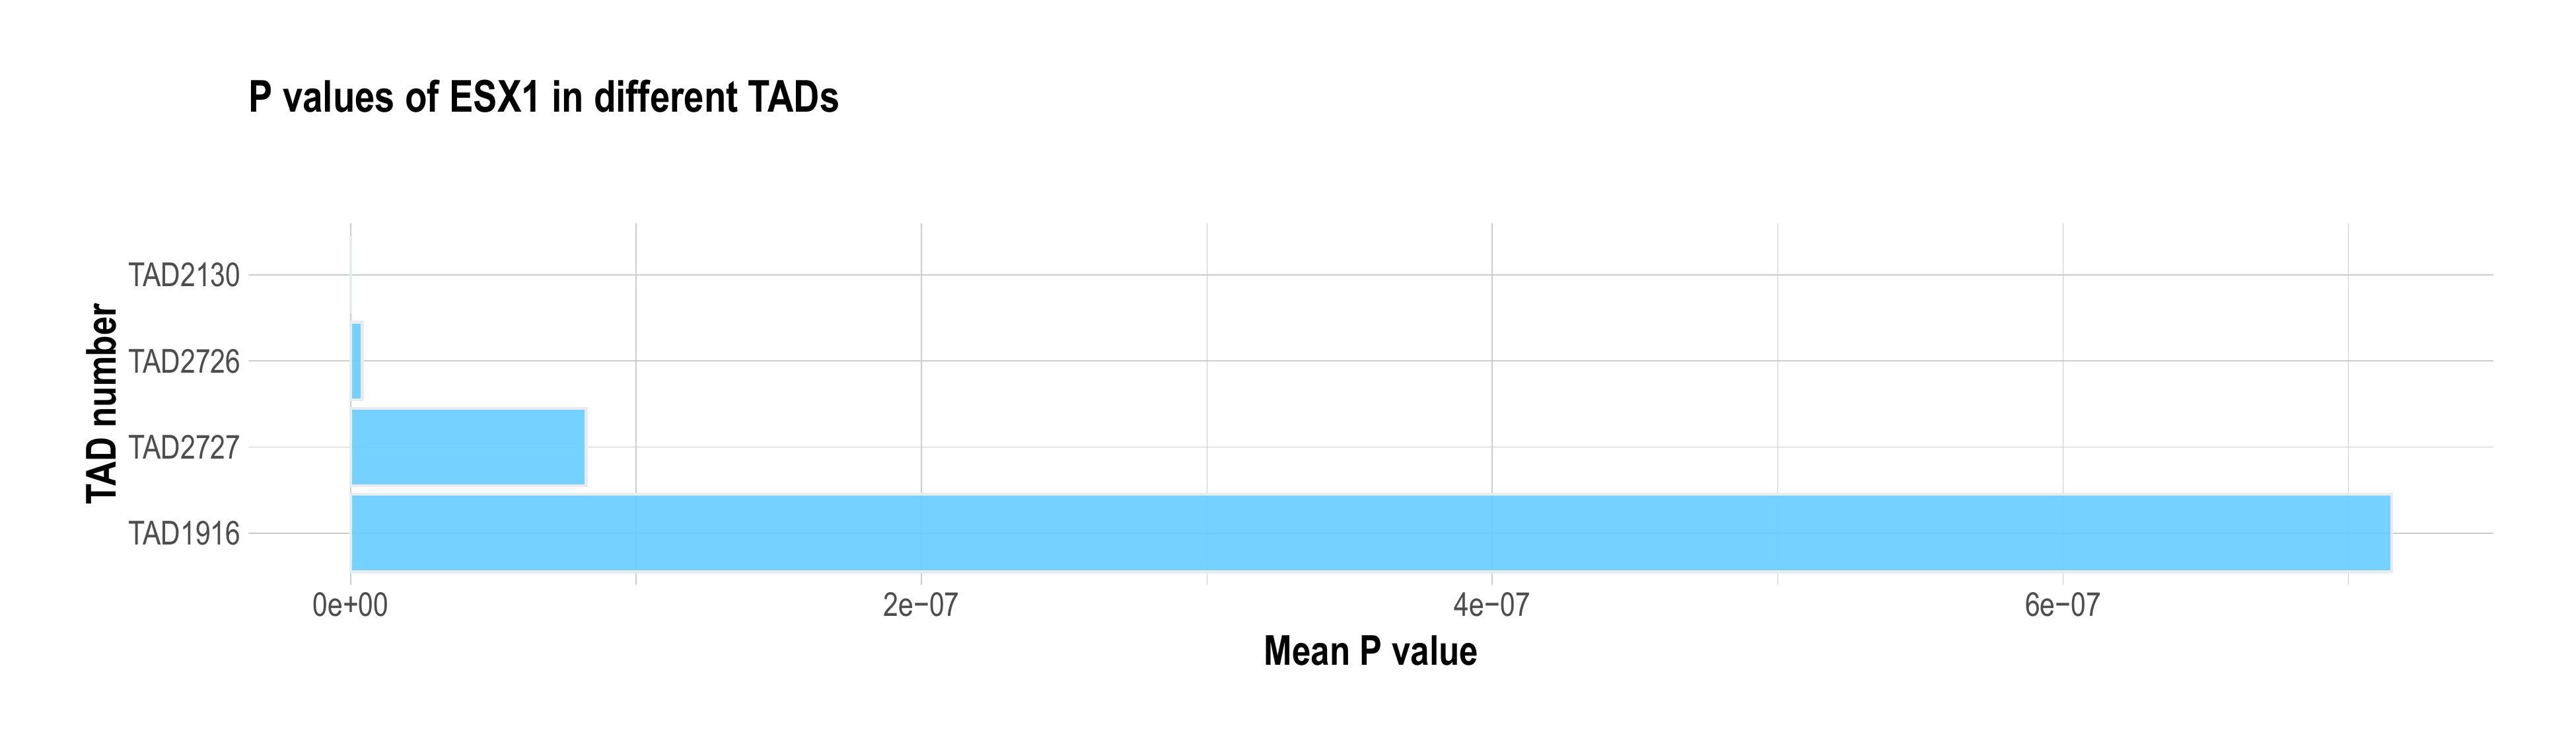 P values of ESX1 in different TADs
TAD number
TAD2130
TAD2726
TAD2727
TAD1916
0e+00 2e−07 4e−07 6e−07
Mean P value